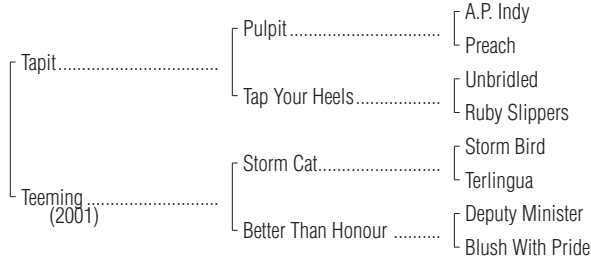 A.P. Indy
Pulpit................................
Preach
Tapit..................................
Unbridled
Tap Your Heels..................
Ruby Slippers
Storm Bird
Storm Cat..........................
Terlingua
Teeming............................
(2001)
Deputy Minister
Better Than Honour ..........
Blush With Pride